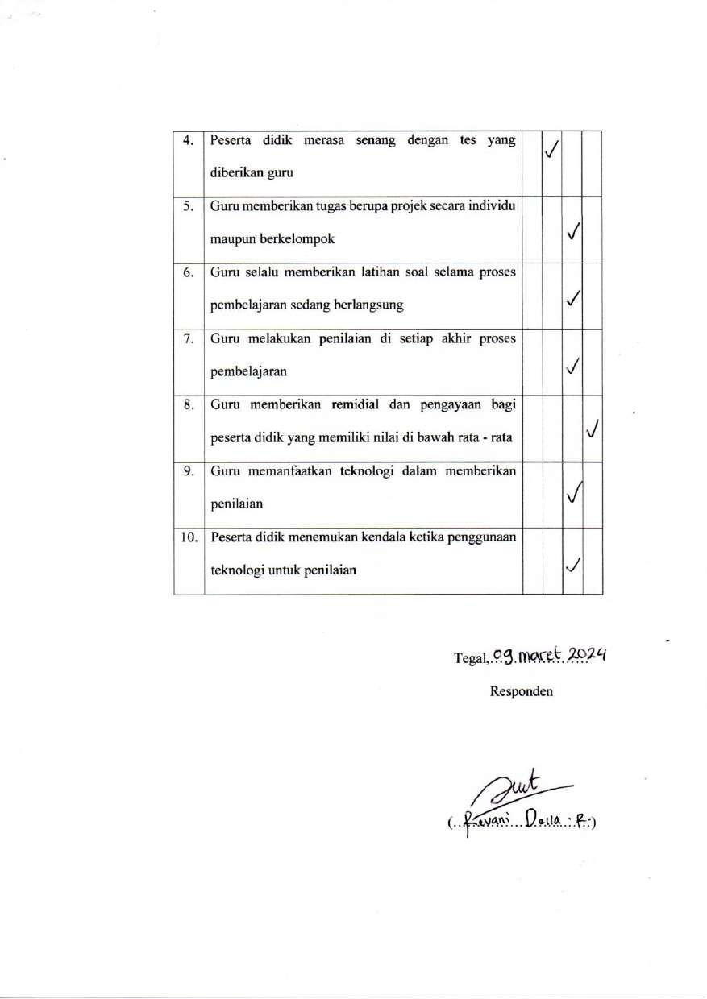 4. Peserta didik merasa senang dengan tes yang ✓
diberikan guru
5. Guru memberikan tugas berupa projek secara individu
maupun berkelompok ✓
6. Guru selalu memberikan latihan soal selama proses
pembelajaran sedang berlangsung ✓
7. Guru melakukan penilaian di setiap akhir proses
pembelajaran ✓
8. Guru memberikan remidial dan pengayaan bagi
peserta didik yang memiliki nilai di bawah rata - rata ✓
9. Guru memanfaatkan teknologi dalam memberikan
penilaian ✓
10. Peserta didik menemukan kendala ketika penggunaan
teknologi untuk penilaian ✓
Tegal, 09 maret 2024
Responden
(Revani Della . R.)